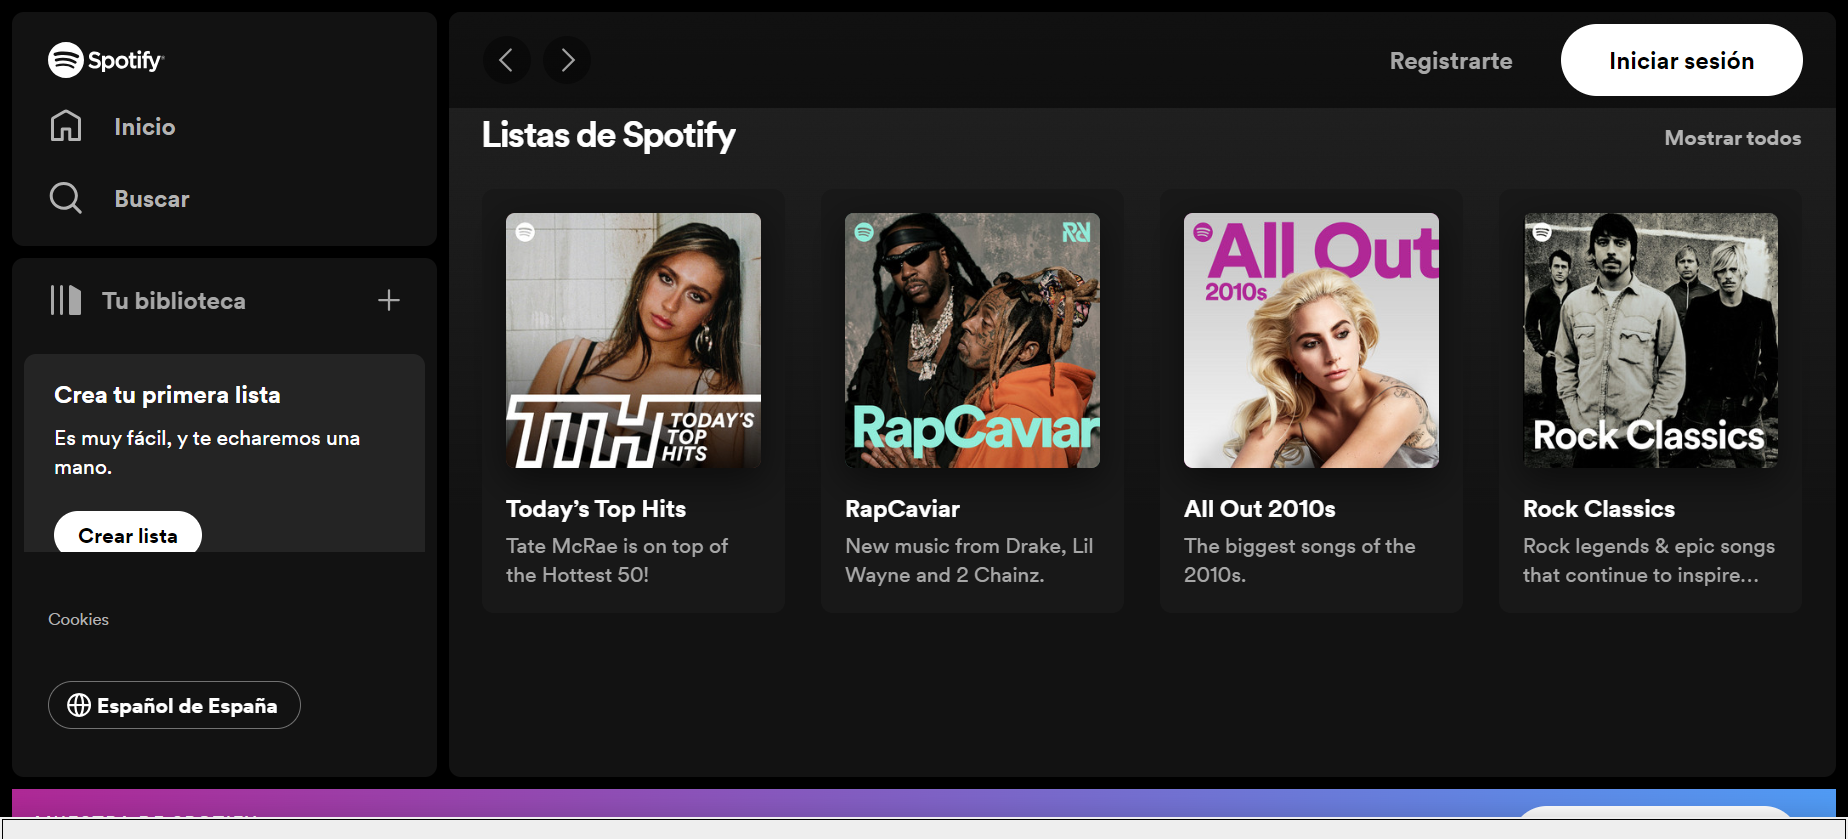 Spotify
Inicio
Buscar
Tu biblioteca
Crea tu primera lista
Es muy fácil, y te echaremos una
mano.
Crear lista
Cookies
Español de España
Registrarte
Iniciar sesión
Listas de Spotify
Mostrar todos
TTH TODAY'S
TOP
HITS
Today's Top Hits
Tate McRae is on top of
the Hottest 50!
RapCaviar
RapCaviar
New music from Drake, Lil
Wayne and 2 Chainz.
All Out
2010s
All Out 2010s
The biggest songs of the
2010s.
Rock Classics
Rock Classics
Rock legends & epic songs
that continue to inspire...
MUESTRA DE SPOTIFY